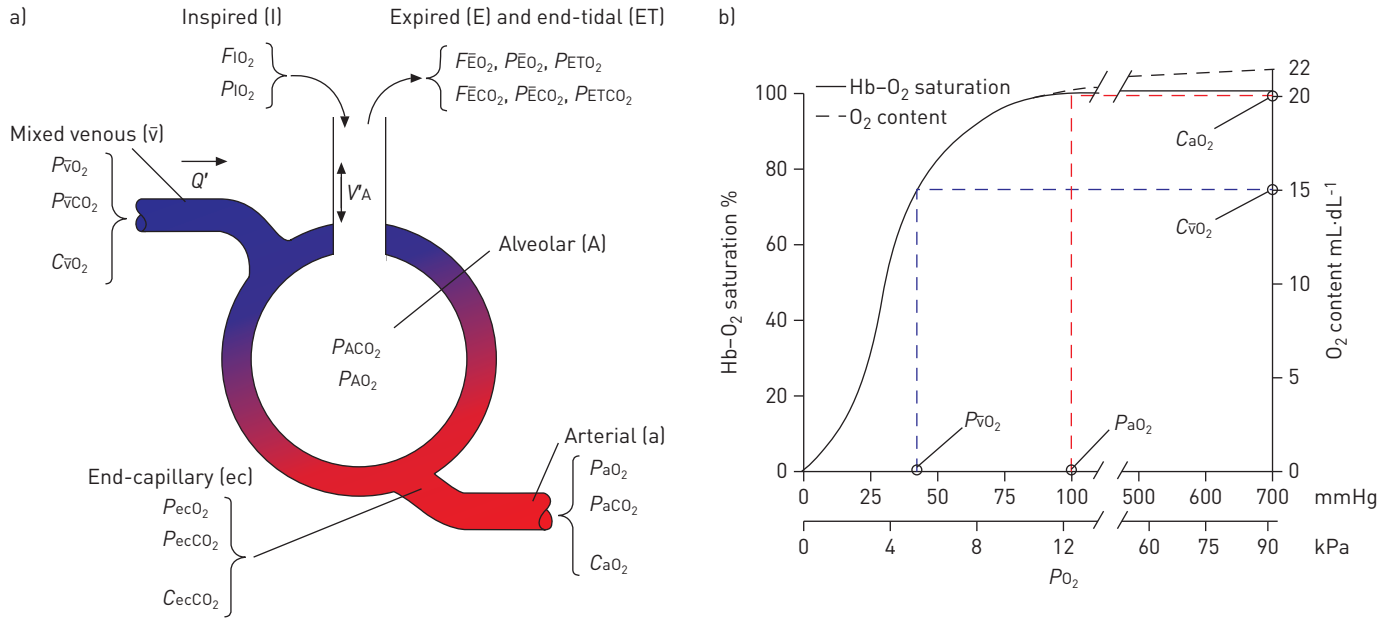 a)
Inspired (I)
FIO₂
PIO₂
Expired (E) and end-tidal (ET)
FĒO₂, PĒO₂, PETO₂
FĒCO₂, PĒCO₂, PETCO₂
Mixed venous (v̄)
Pv̄O₂
Pv̄CO₂
Cv̄O₂
Q′
V′A
Alveolar (A)
PACO₂
PAO₂
Arterial (a)
PaO₂
PaCO₂
CaO₂
End-capillary (ec)
PecO₂
PecCO₂
CecCO₂
b)
Hb–O₂ saturation
O₂ content
Hb–O₂ saturation %
100
80
60
40
20
0
22
20
15
10
5
0
O₂ content mL·dL⁻¹
CaO₂
Cv̄O₂
Pv̄O₂
PaO₂
0 25 50 75 100 500 600 700 mmHg
0 4 8 12 60 75 90 kPa
PO₂